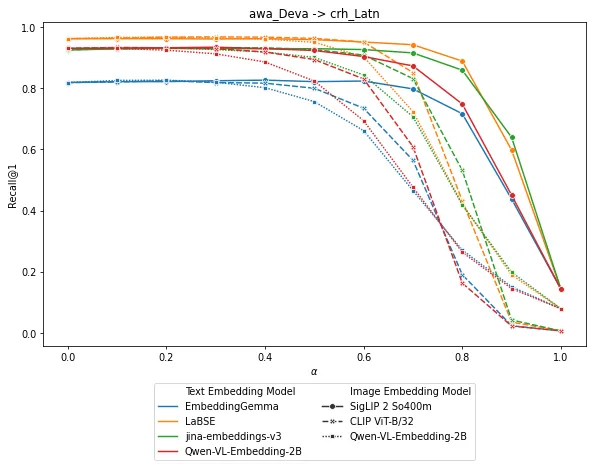 awa_Deva -> crh_Latn
1.0
0.8
0.6
0.4
0.2
0.0
Recall@1
0.0 0.2 0.4 0.6 0.8 1.0
α
Text Embedding Model Image Embedding Model
EmbeddingGemma SigLIP 2 So400m
LaBSE CLIP ViT-B/32
jina-embeddings-v3 Qwen-VL-Embedding-2B
Qwen-VL-Embedding-2B